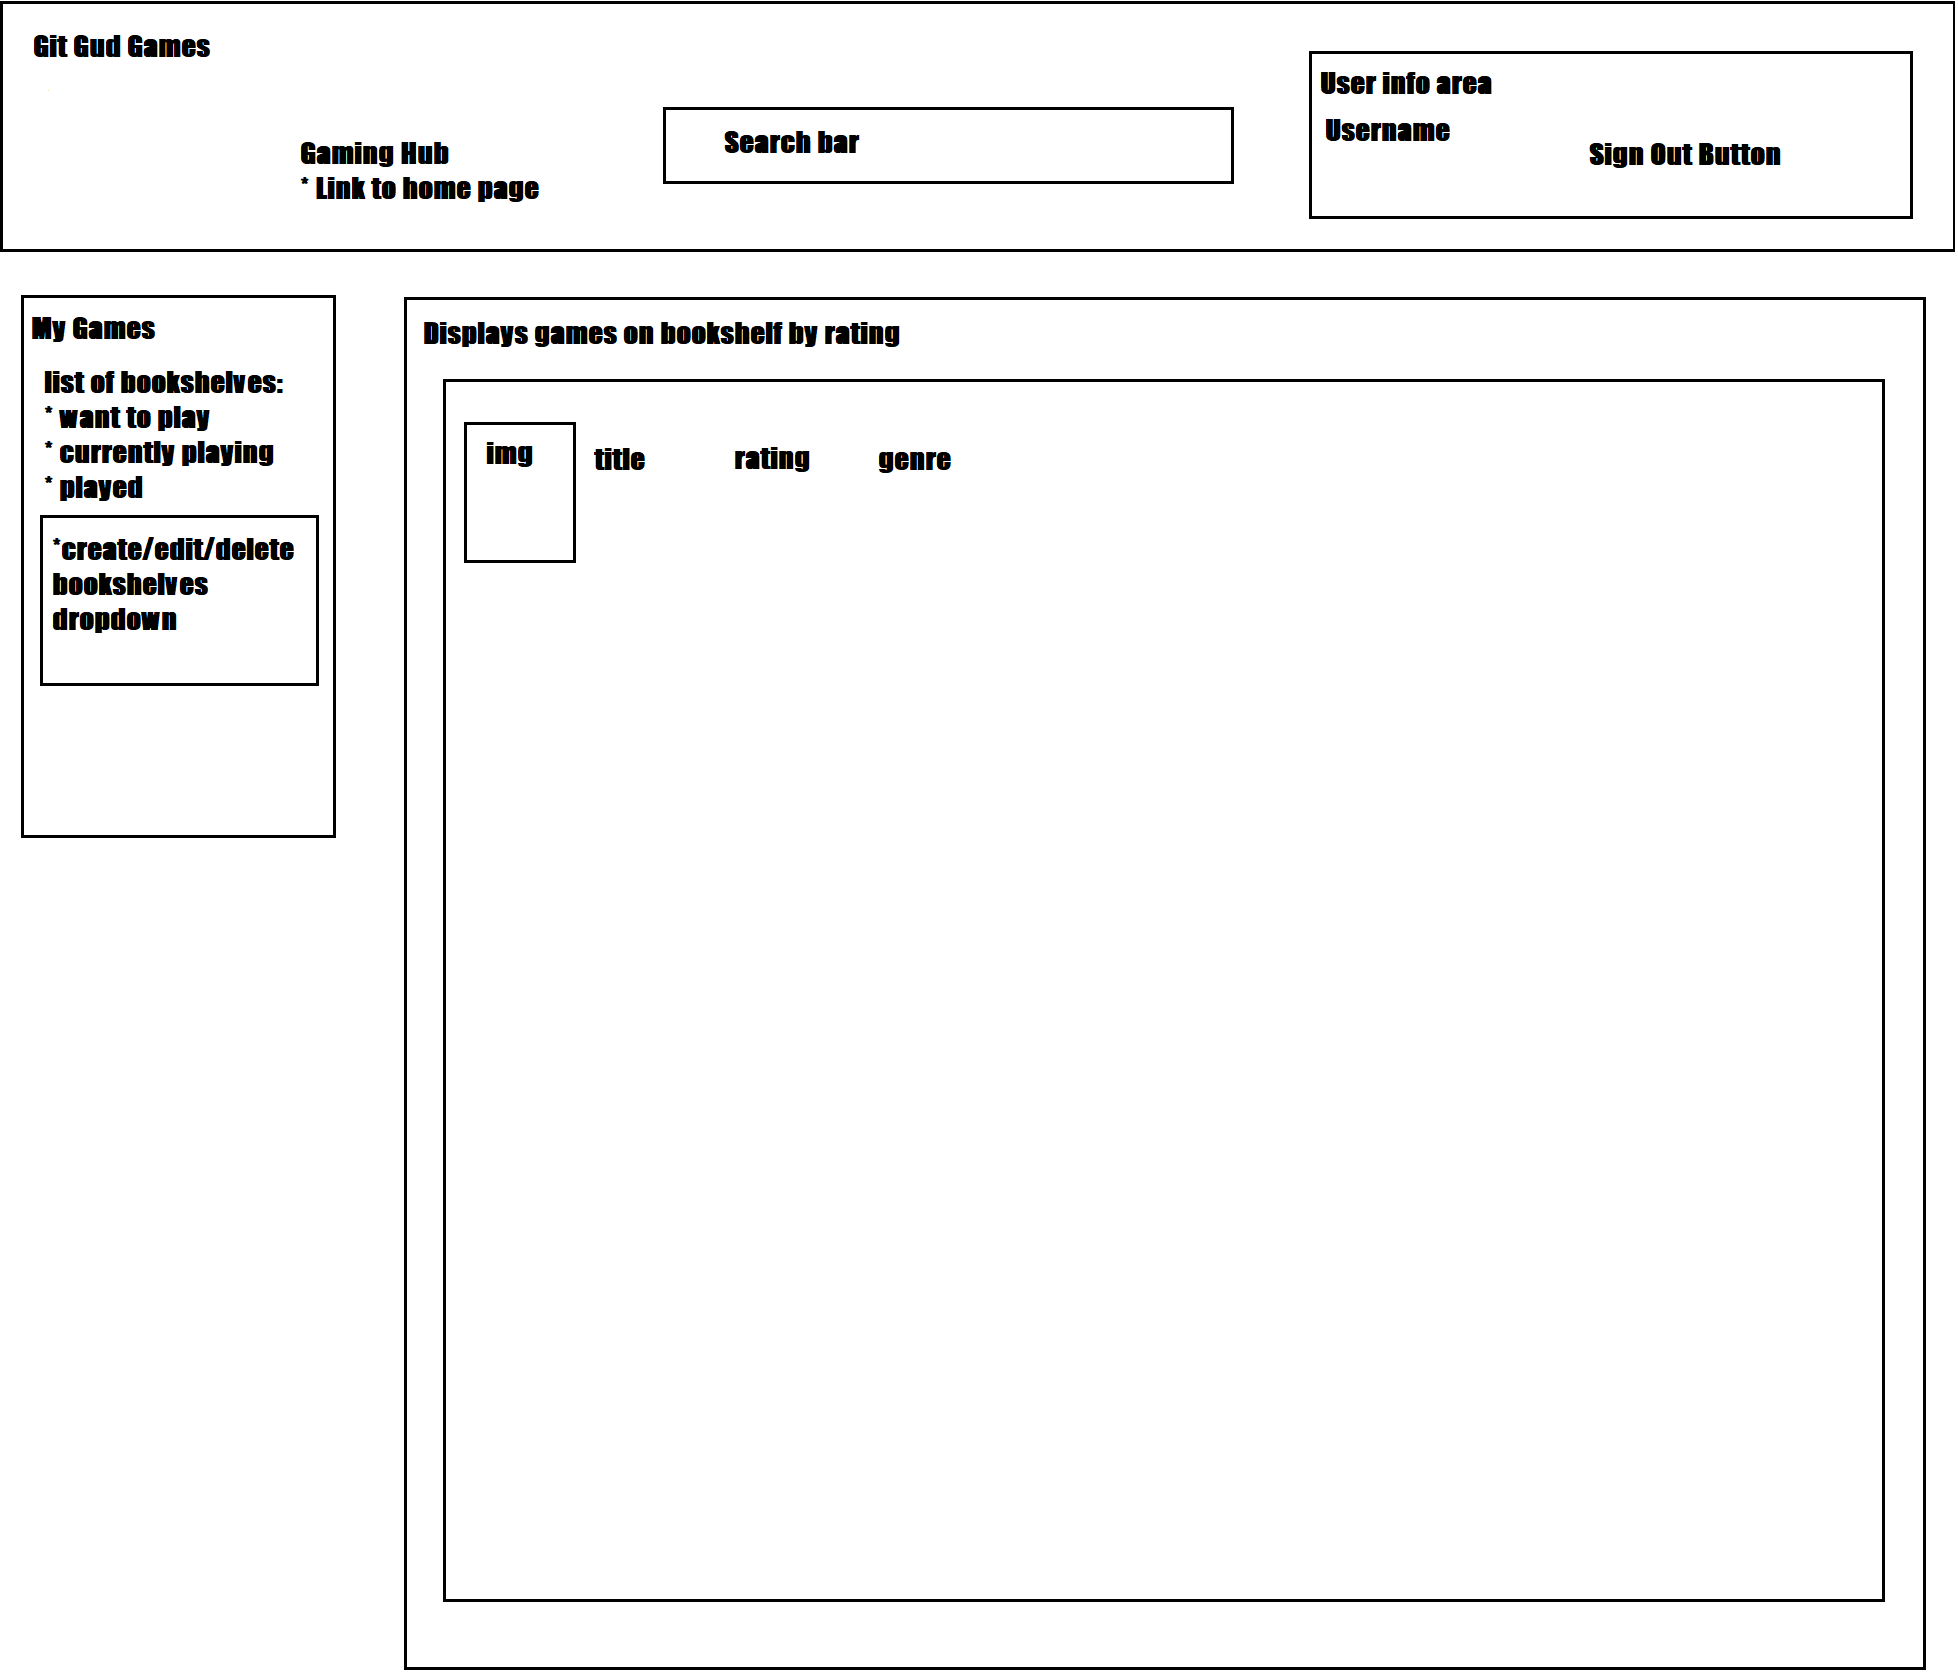 Git Gud Games
Gaming Hub
* Link to home page
Search bar
User info area
Username
Sign Out Button
My Games
list of bookshelves:
* want to play
* currently playing
* played
*create/edit/delete
bookshelves
dropdown
Displays games on bookshelf by rating
img
title
rating
genre